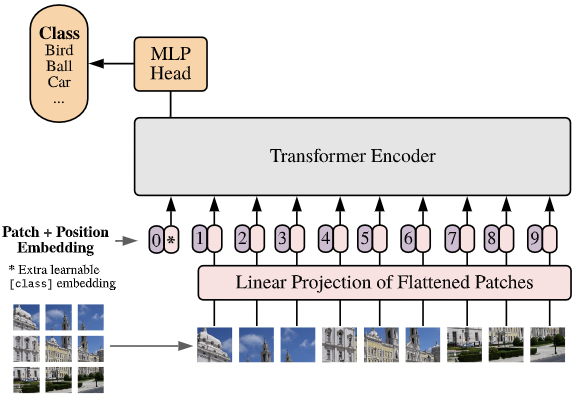 Class
Bird
Ball
Car
...
MLP
Head
Transformer Encoder
Patch + Position
Embedding
0 * 1 2 3 4 5 6 7 8 9
* Extra learnable
[class] embedding
Linear Projection of Flattened Patches